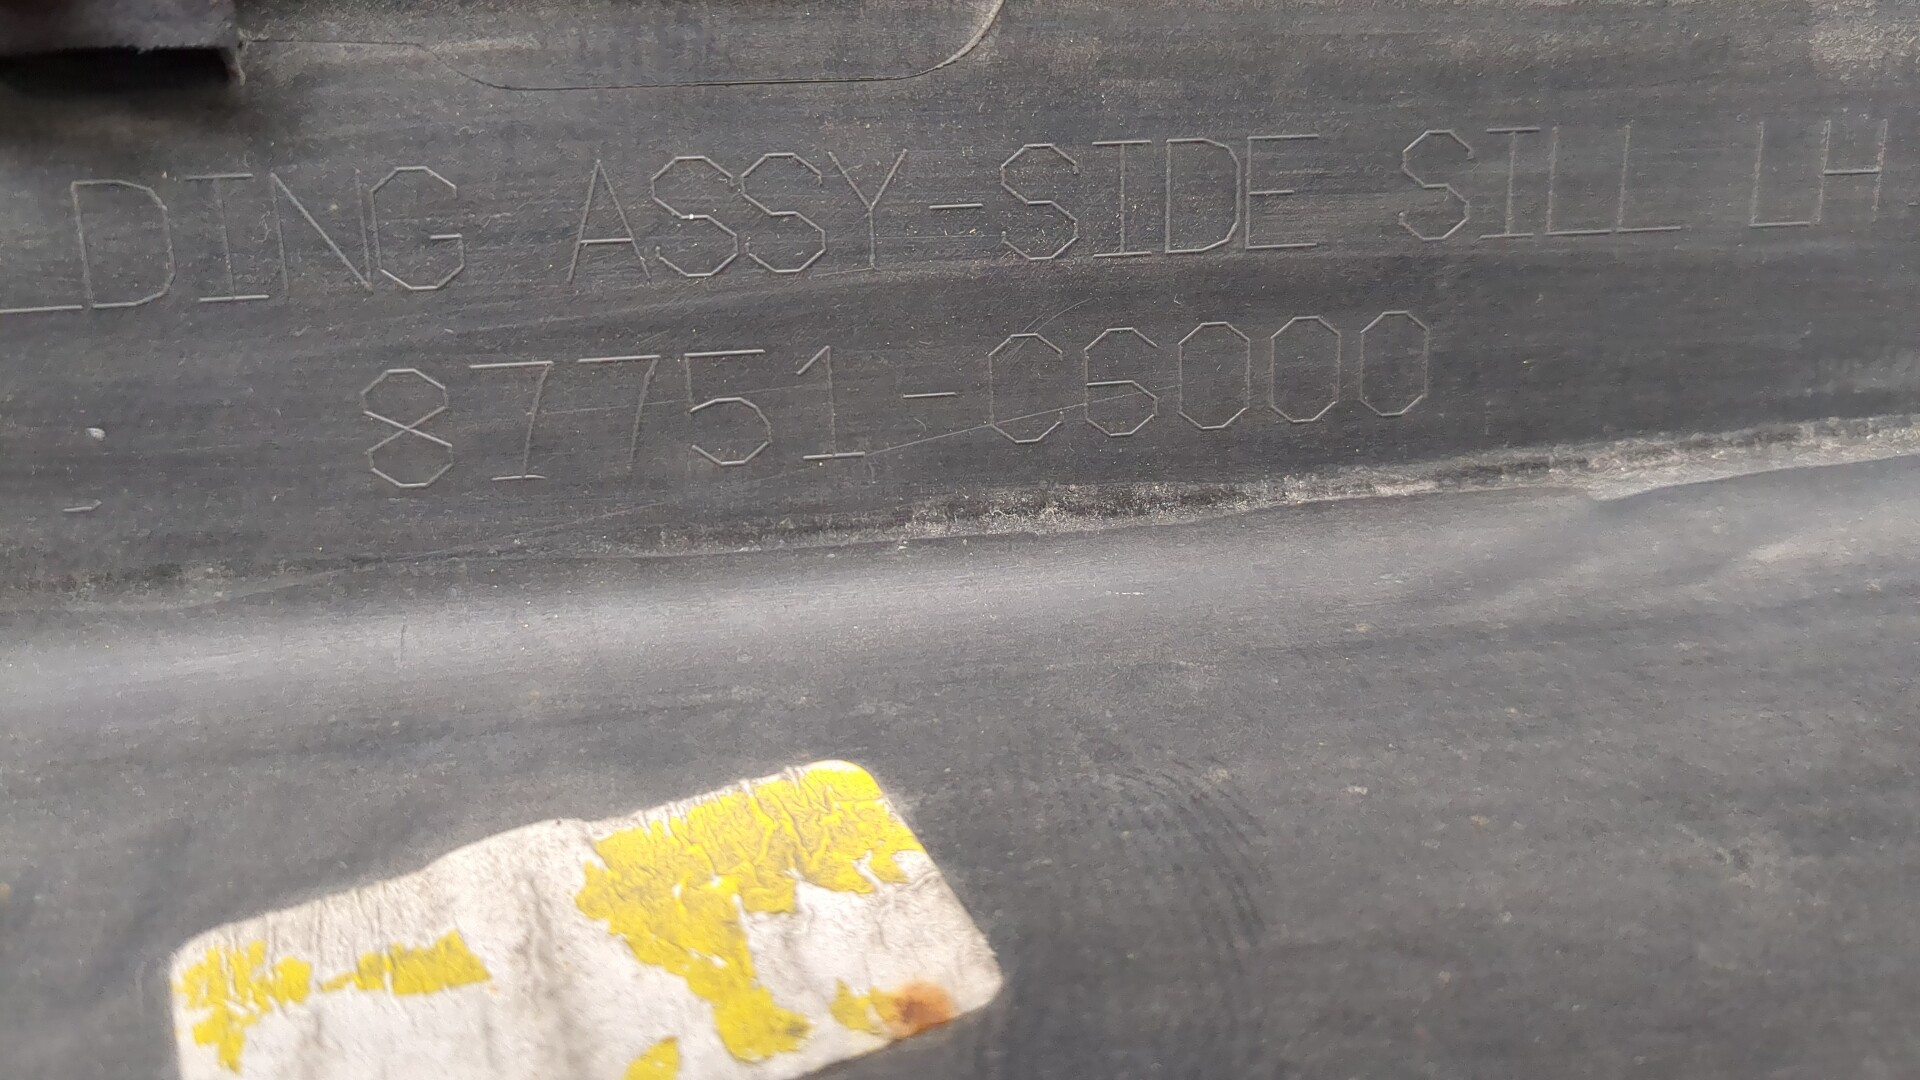 LDING ASSY-SIDE SILL LH
87751-C6000